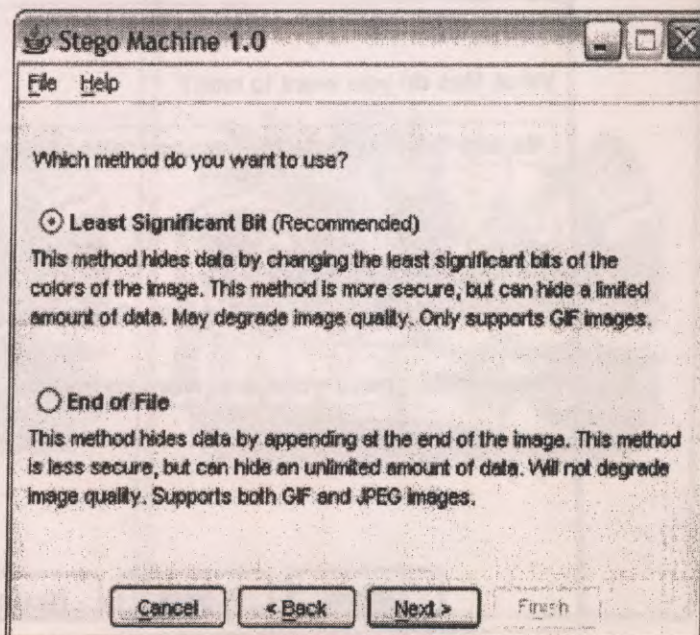 Stego Machine 1.0
File Help
Which method do you want to use?
Least Significant Bit (Recommended)
This method hides data by changing the least significant bits of the
colors of the image. This method is more secure, but can hide a limited
amount of data. May degrade image quality. Only supports GIF images.
End of File
This method hides data by appending at the end of the image. This method
is less secure, but can hide an unlimited amount of data. Will not degrade
image quality. Supports both GIF and JPEG images.
Cancel < Back Next > Finish